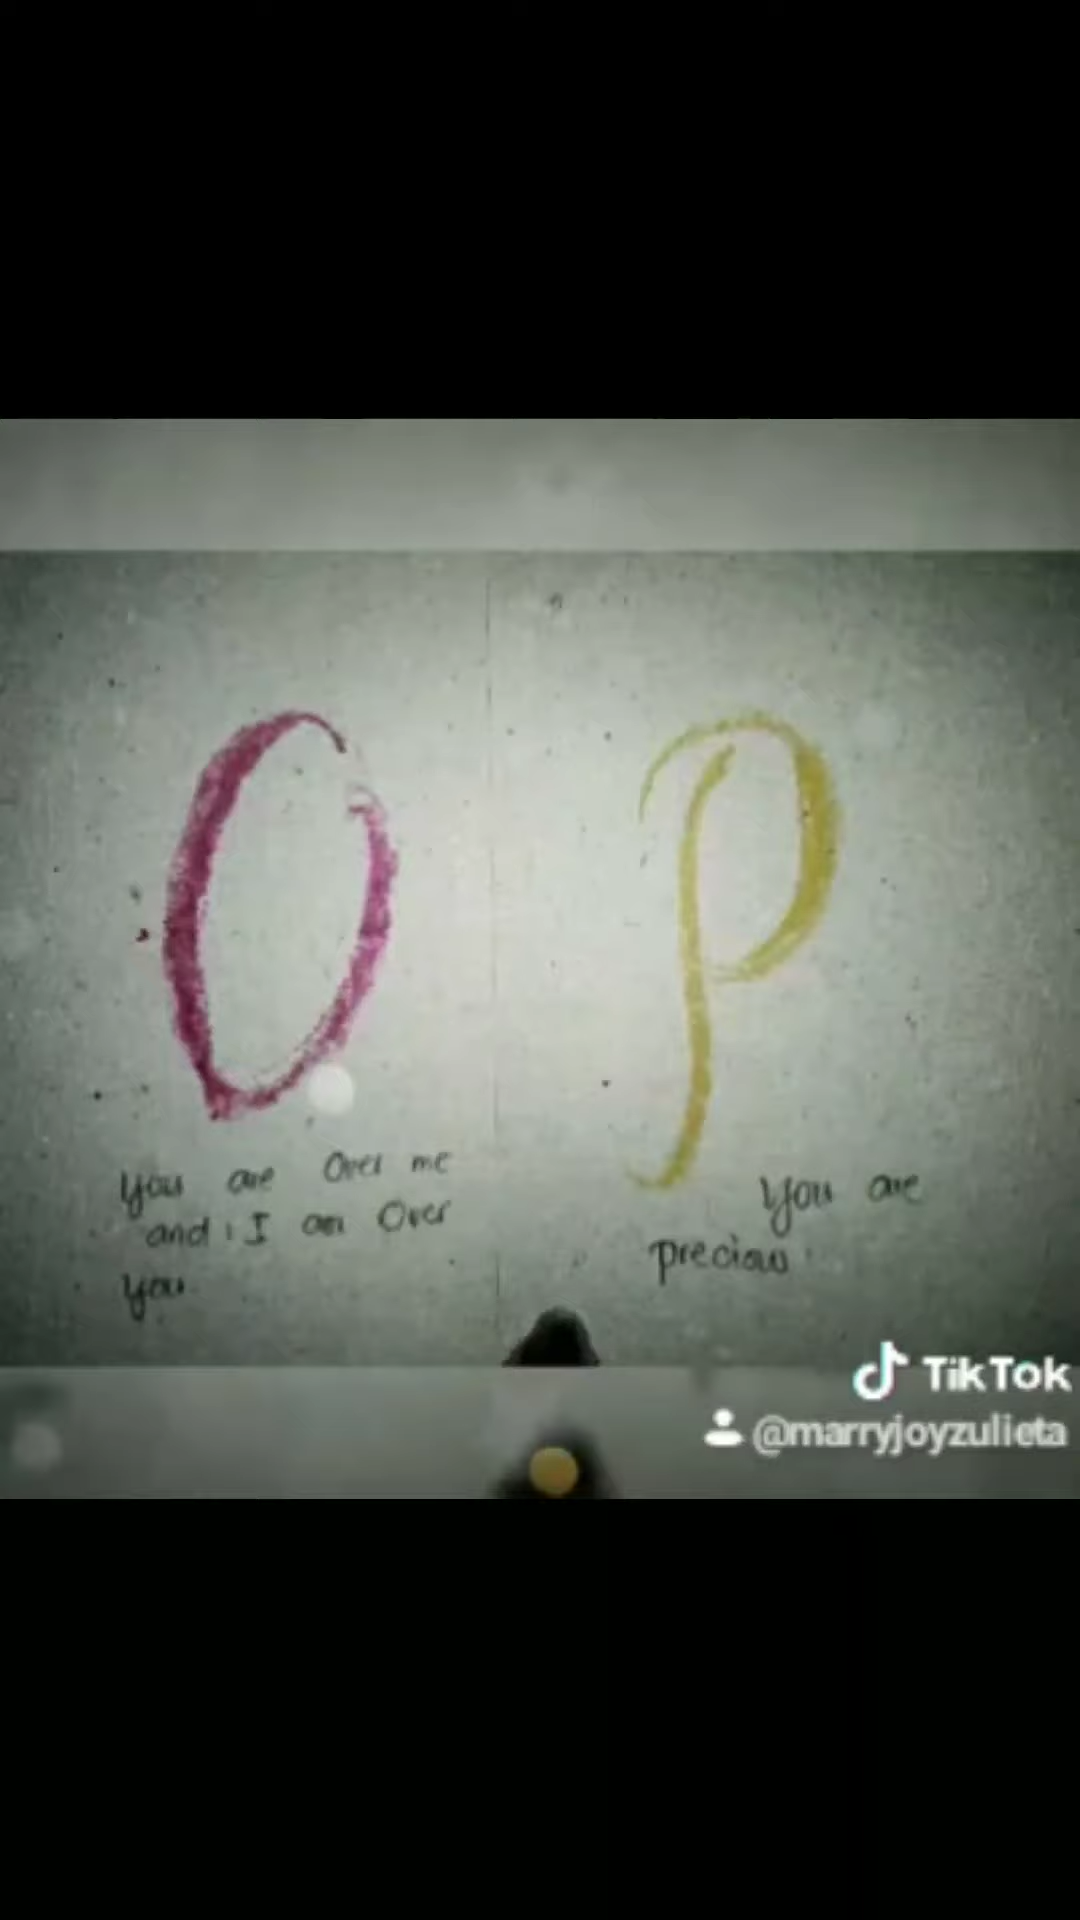 O
P
You are Over me
and I am Over
you
You are
precious
TikTok
@marryjoyzulieta